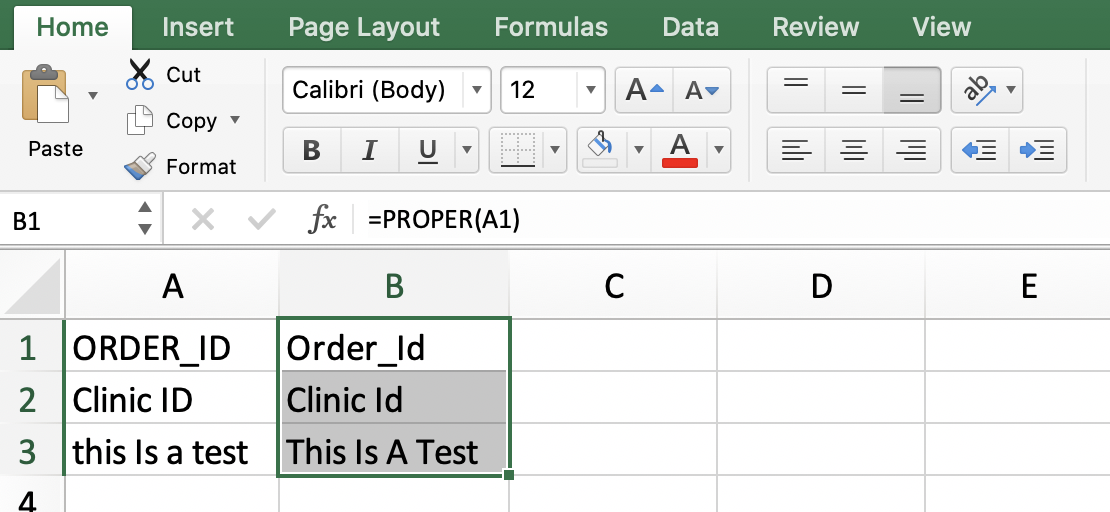 Home Insert Page Layout Formulas Data Review View
Cut
Copy
Format
Paste
Calibri (Body) 12 A A
B I U A
ab
B1 fx =PROPER(A1)
A B C D E
1 ORDER_ID Order_Id
2 Clinic ID Clinic Id
3 this Is a test This Is A Test
4